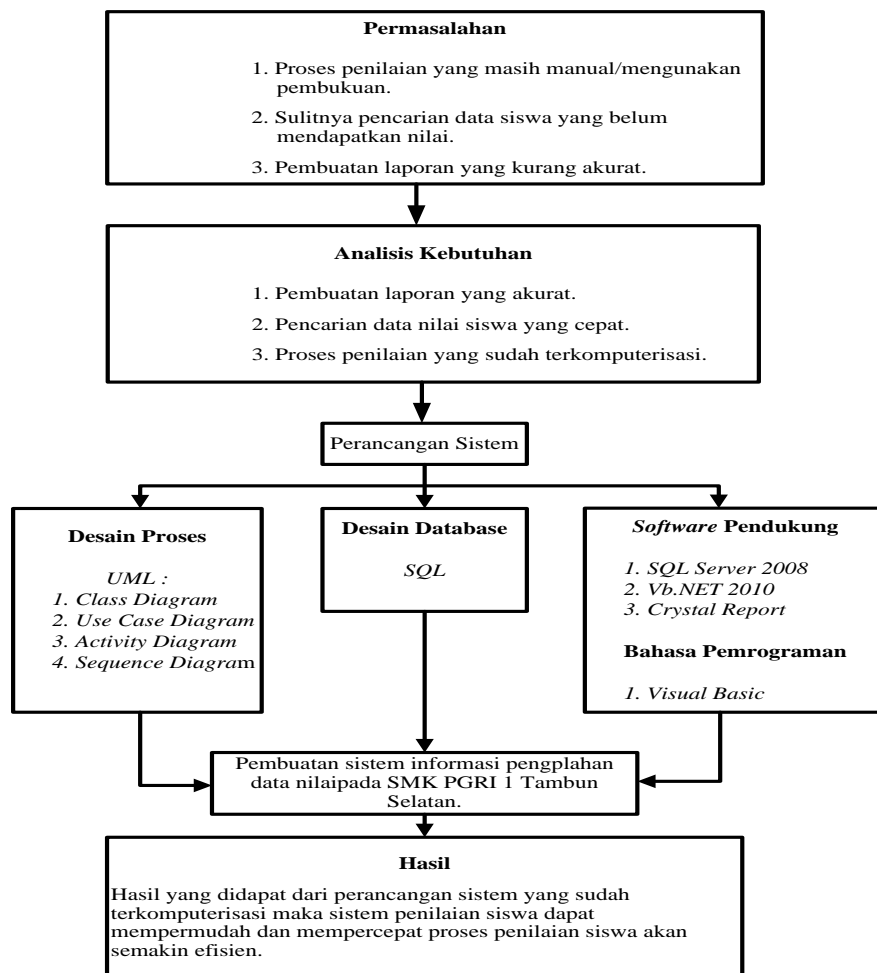 Permasalahan
1. Proses penilaian yang masih manual/mengunakan
pembukuan.
2. Sulitnya pencarian data siswa yang belum
mendapatkan nilai.
3. Pembuatan laporan yang kurang akurat.
Analisis Kebutuhan
1. Pembuatan laporan yang akurat.
2. Pencarian data nilai siswa yang cepat.
3. Proses penilaian yang sudah terkomputerisasi.
Perancangan Sistem
Desain Proses
UML :
1. Class Diagram
2. Use Case Diagram
3. Activity Diagram
4. Sequence Diagram
Desain Database
SQL
Software Pendukung
1. SQL Server 2008
2. Vb.NET 2010
3. Crystal Report
Bahasa Pemrograman
1. Visual Basic
Pembuatan sistem informasi pengplahan
data nilaipada SMK PGRI 1 Tambun
Selatan.
Hasil
Hasil yang didapat dari perancangan sistem yang sudah
terkomputerisasi maka sistem penilaian siswa dapat
mempermudah dan mempercepat proses penilaian siswa akan
semakin efisien.